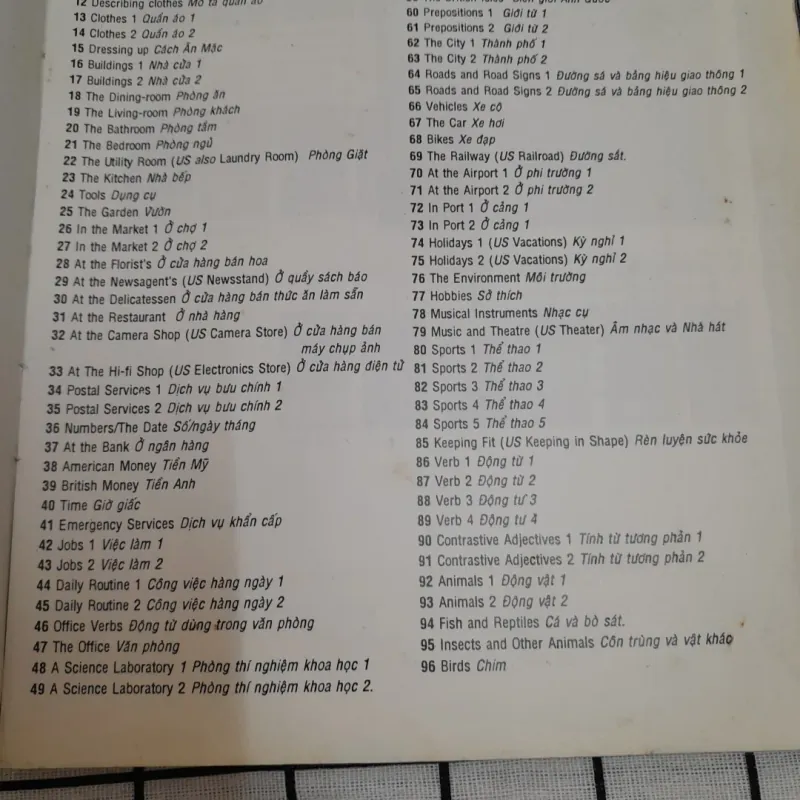 12 Describing clothes Mô tả quần áo
13 Clothes 1 Quần áo 1
14 Clothes 2 Quần áo 2
15 Dressing up Cách Ăn Mặc
16 Buildings 1 Nhà cửa 1
17 Buildings 2 Nhà cửa 2
18 The Dining-room Phòng ăn
19 The Living-room Phòng khách
20 The Bathroom Phòng tắm
21 The Bedroom Phòng ngủ
22 The Utility Room (US also Laundry Room) Phòng Giặt
23 The Kitchen Nhà bếp
24 Tools Dụng cụ
25 The Garden Vườn
26 In the Market 1 Ở chợ 1
27 In the Market 2 Ở chợ 2
28 At the Florist's Ở cửa hàng bán hoa
29 At the Newsagent's (US Newsstand) Ở quầy sách báo
30 At the Delicatessen Ở cửa hàng bán thức ăn làm sẵn
31 At the Restaurant Ở nhà hàng
32 At the Camera Shop (US Camera Store) Ở cửa hàng bán
máy chụp ảnh
33 At The Hi-fi Shop (US Electronics Store) Ở cửa hàng điện tử
34 Postal Services 1 Dịch vụ bưu chính 1
35 Postal Services 2 Dịch vụ bưu chính 2
36 Numbers/The Date Số/ngày tháng
37 At the Bank Ở ngân hàng
38 American Money Tiền Mỹ
39 British Money Tiền Anh
40 Time Giờ giấc
41 Emergency Services Dịch vụ khẩn cấp
42 Jobs 1 Việc làm 1
43 Jobs 2 Việc làm 2
44 Daily Routine 1 Công việc hàng ngày 1
45 Daily Routine 2 Công việc hàng ngày 2
46 Office Verbs Động từ dùng trong văn phòng
47 The Office Văn phòng
48 A Science Laboratory 1 Phòng thí nghiệm khoa học 1
49 A Science Laboratory 2 Phòng thí nghiệm khoa học 2.
60 Prepositions 1 Giới từ 1
61 Prepositions 2 Giới từ 2
62 The City 1 Thành phố 1
63 The City 2 Thành phố 2
64 Roads and Road Signs 1 Đường sá và bảng hiệu giao thông 1
65 Roads and Road Signs 2 Đường sá và bảng hiệu giao thông 2
66 Vehicles Xe cộ
67 The Car Xe hơi
68 Bikes Xe đạp
69 The Railway (US Railroad) Đường sắt.
70 At the Airport 1 Ở phi trường 1
71 At the Airport 2 Ở phi trường 2
72 In Port 1 Ở cảng 1
73 In Port 2 Ở cảng 1
74 Holidays 1 (US Vacations) Kỳ nghỉ 1
75 Holidays 2 (US Vacations) Kỳ nghỉ 2
76 The Environment Môi trường
77 Hobbies Sở thích
78 Musical Instruments Nhạc cụ
79 Music and Theatre (US Theater) Âm nhạc và Nhà hát
80 Sports 1 Thể thao 1
81 Sports 2 Thể thao 2
82 Sports 3 Thể thao 3
83 Sports 4 Thể thao 4
84 Sports 5 Thể thao 5
85 Keeping Fit (US Keeping in Shape) Rèn luyện sức khỏe
86 Verb 1 Động từ 1
87 Verb 2 Động từ 2
88 Verb 3 Động tư 3
89 Verb 4 Động tư 4
90 Contrastive Adjectives 1 Tính từ tương phản 1
91 Contrastive Adjectives 2 Tính từ tương phản 2
92 Animals 1 Động vật 1
93 Animals 2 Động vật 2
94 Fish and Reptiles Cá và bò sát.
95 Insects and Other Animals Côn trùng và vật khác
96 Birds Chim